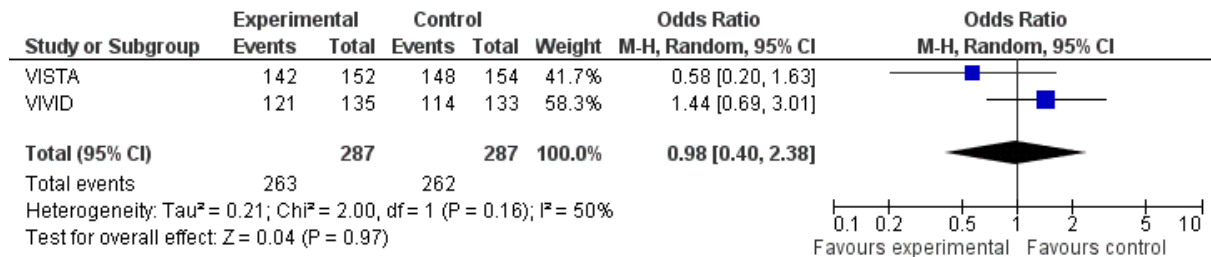 Experimental Control Odds Ratio Odds Ratio
Study or Subgroup Events Total Events Total Weight M-H, Random, 95% CI M-H, Random, 95% CI
VISTA 142 152 148 154 41.7% 0.58 [0.20, 1.63]
VIVID 121 135 114 133 58.3% 1.44 [0.69, 3.01]
Total (95% CI) 287 287 100.0% 0.98 [0.40, 2.38]
Total events 263 262
Heterogeneity: Tau² = 0.21; Chi² = 2.00, df = 1 (P = 0.16); I² = 50%
Test for overall effect: Z = 0.04 (P = 0.97)
0.1 0.2 0.5 1 2 5 10
Favours experimental Favours control